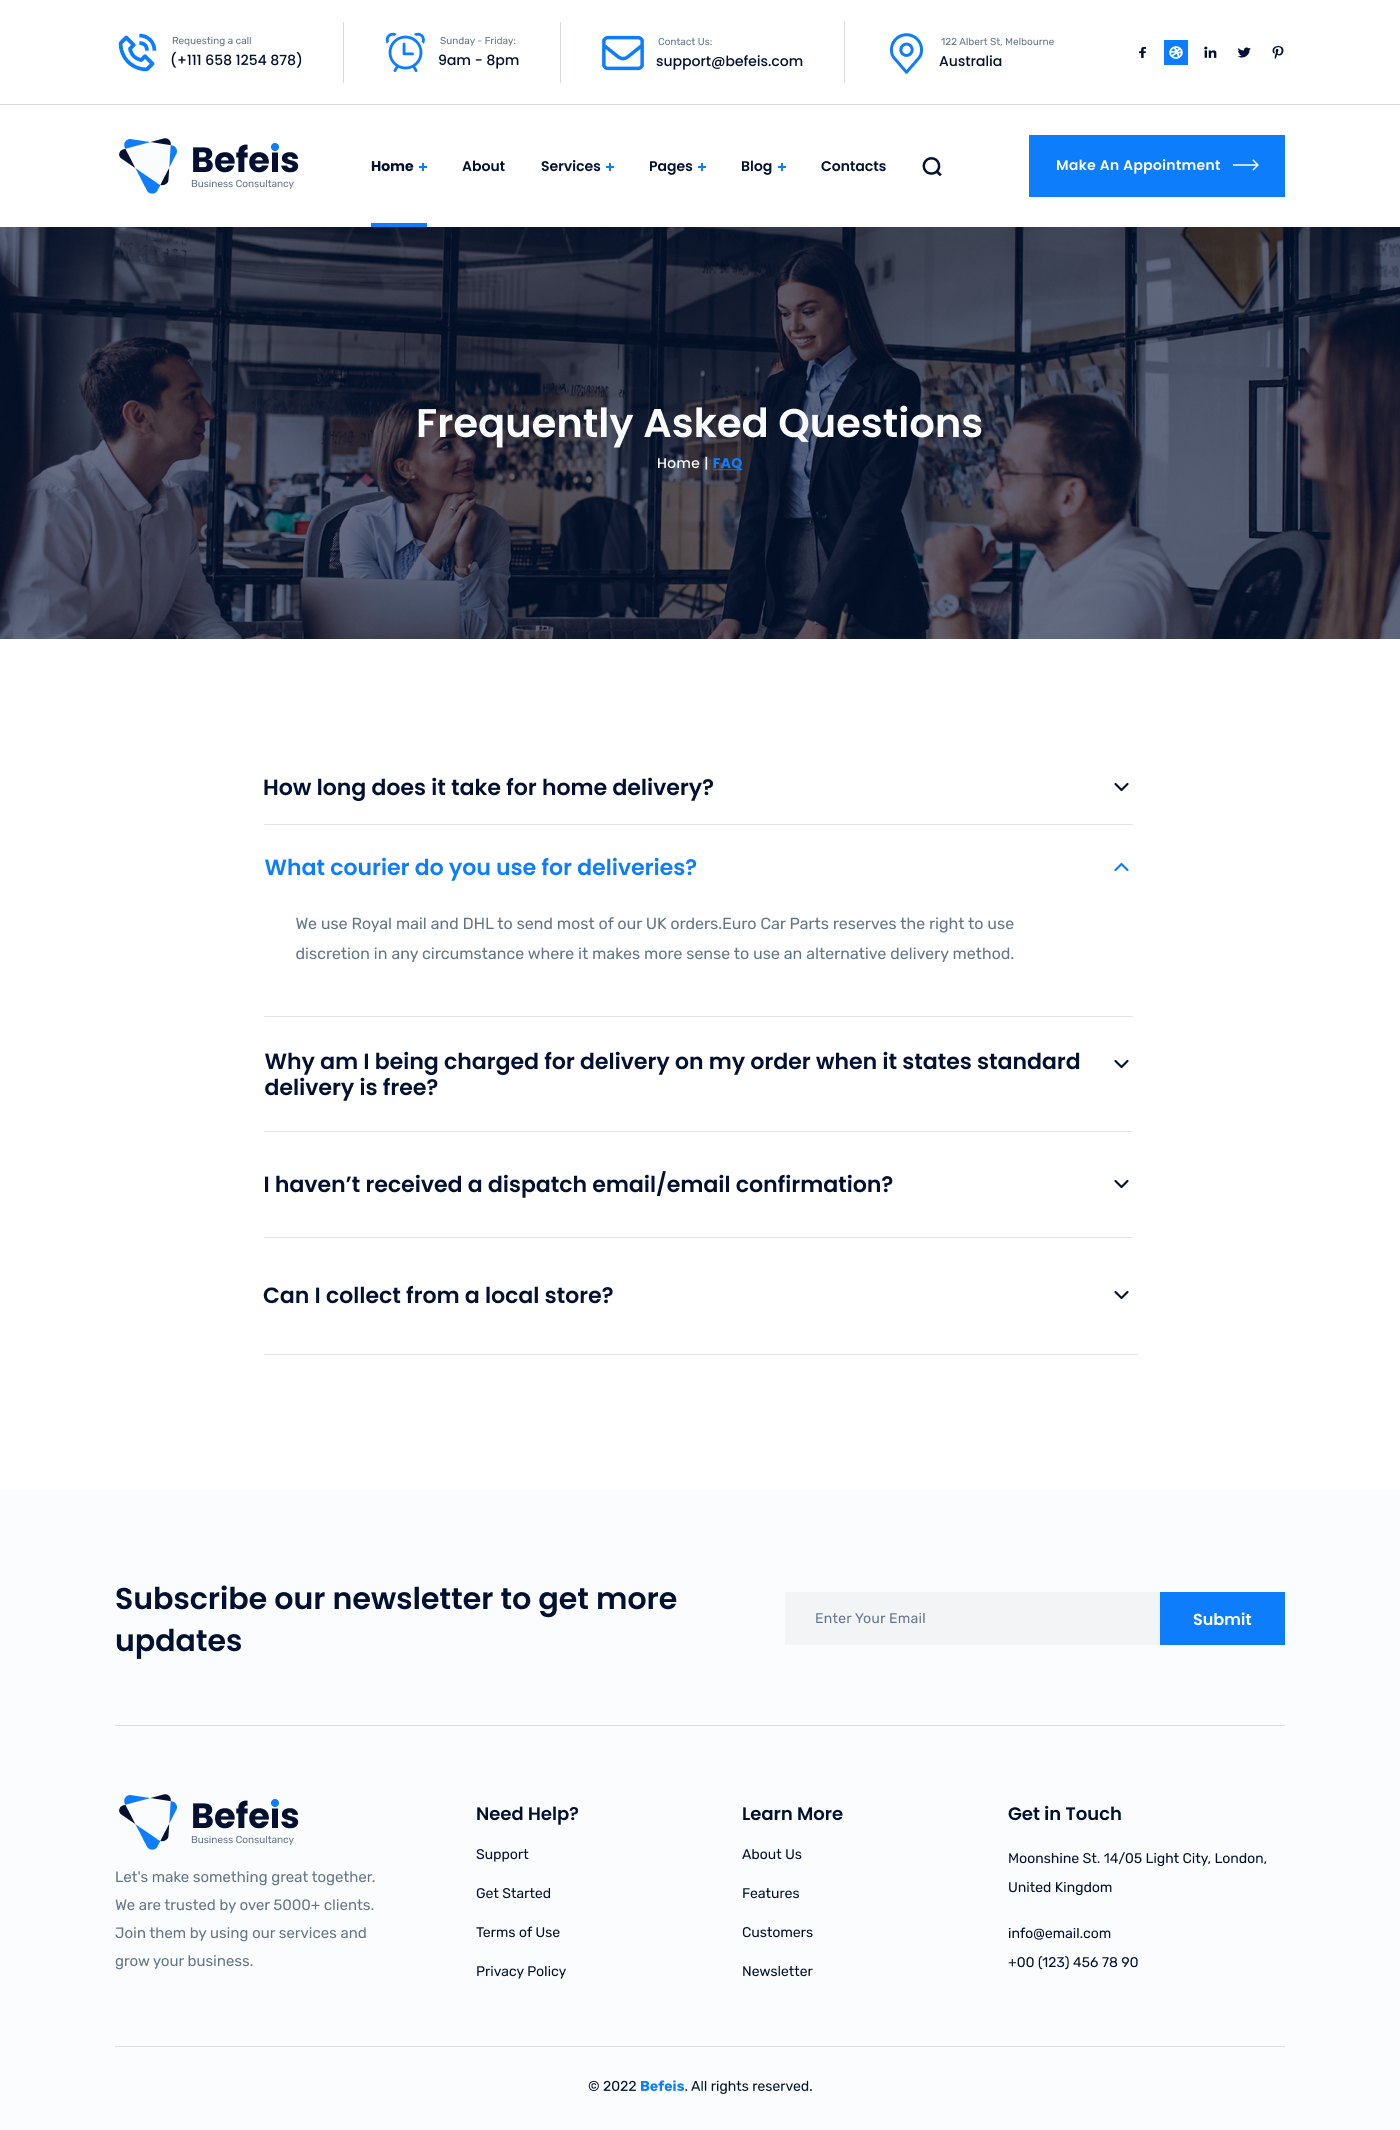 Requesting a call
(+111 658 1254 878)
Sunday - Friday:
9am - 8pm
Contact Us:
support@befeis.com
122 Albert St, Melbourne
Australia
Befeis
Business Consultancy
Home
About
Services
Pages
Blog
Contacts
Make An Appointment
Frequently Asked Questions
Home | FAQ
How long does it take for home delivery?
What courier do you use for deliveries?
We use Royal mail and DHL to send most of our UK orders.Euro Car Parts reserves the right to use
discretion in any circumstance where it makes more sense to use an alternative delivery method.
Why am I being charged for delivery on my order when it states standard
delivery is free?
I haven’t received a dispatch email/email confirmation?
Can I collect from a local store?
Subscribe our newsletter to get more
updates
Enter Your Email
Submit
Befeis
Business Consultancy
Let's make something great together.
We are trusted by over 5000+ clients.
Join them by using our services and
grow your business.
Need Help?
Support
Get Started
Terms of Use
Privacy Policy
Learn More
About Us
Features
Customers
Newsletter
Get in Touch
Moonshine St. 14/05 Light City, London,
United Kingdom
info@email.com
+00 (123) 456 78 90
© 2022 Befeis. All rights reserved.